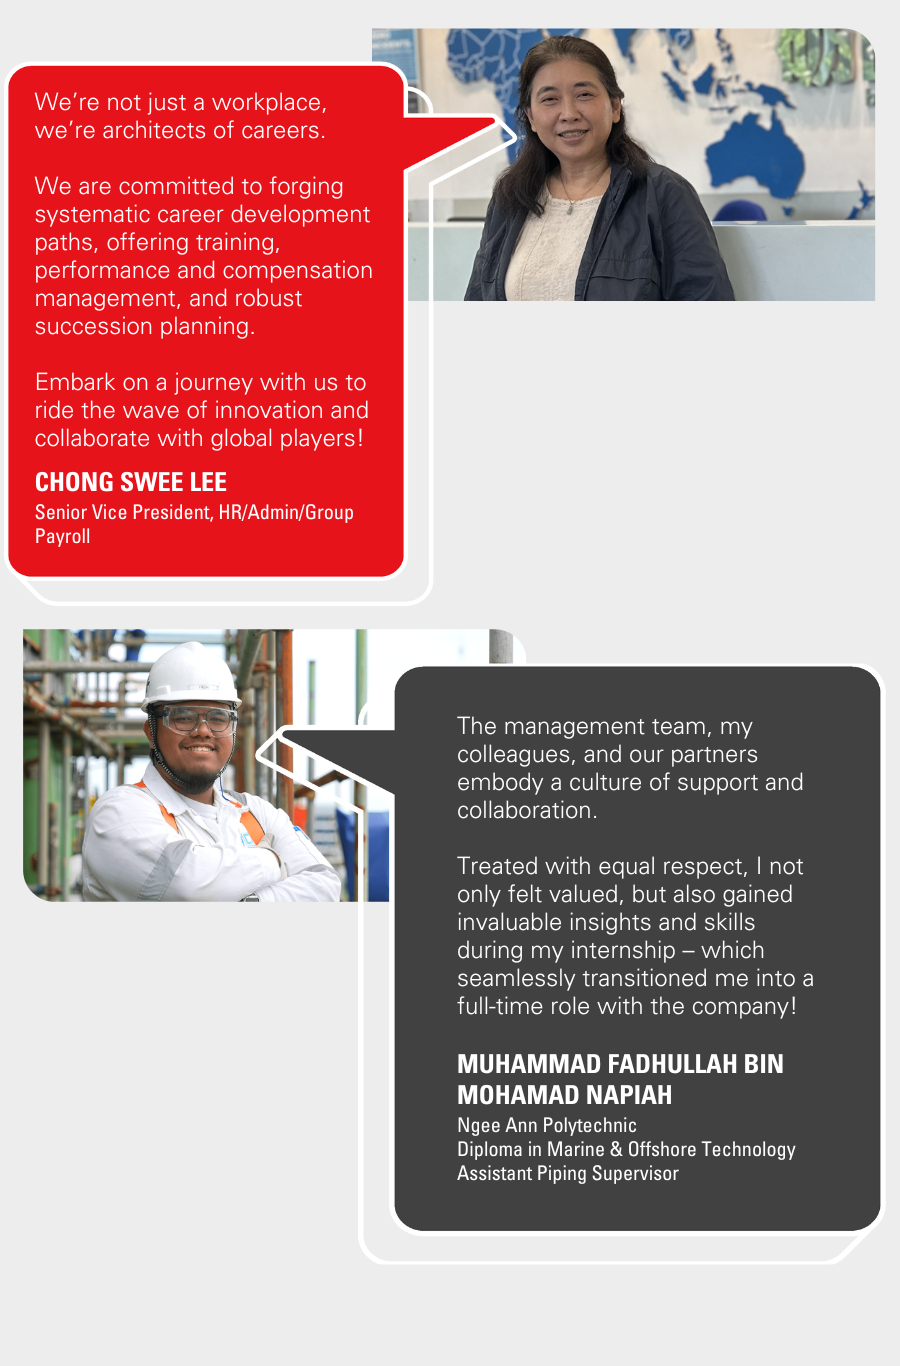 We're not just a workplace,
we're architects of careers.
We are committed to forging
systematic career development
paths, offering training,
performance and compensation
management, and robust
succession planning.
Embark on a journey with us to
ride the wave of innovation and
collaborate with global players!
CHONG SWEE LEE
Senior Vice President, HR/Admin/Group
Payroll
The management team, my
colleagues, and our partners
embody a culture of support and
collaboration.
Treated with equal respect, I not
only felt valued, but also gained
invaluable insights and skills
during my internship – which
seamlessly transitioned me into a
full-time role with the company!
MUHAMMAD FADHULLAH BIN
MOHAMAD NAPIAH
Ngee Ann Polytechnic
Diploma in Marine & Offshore Technology
Assistant Piping Supervisor